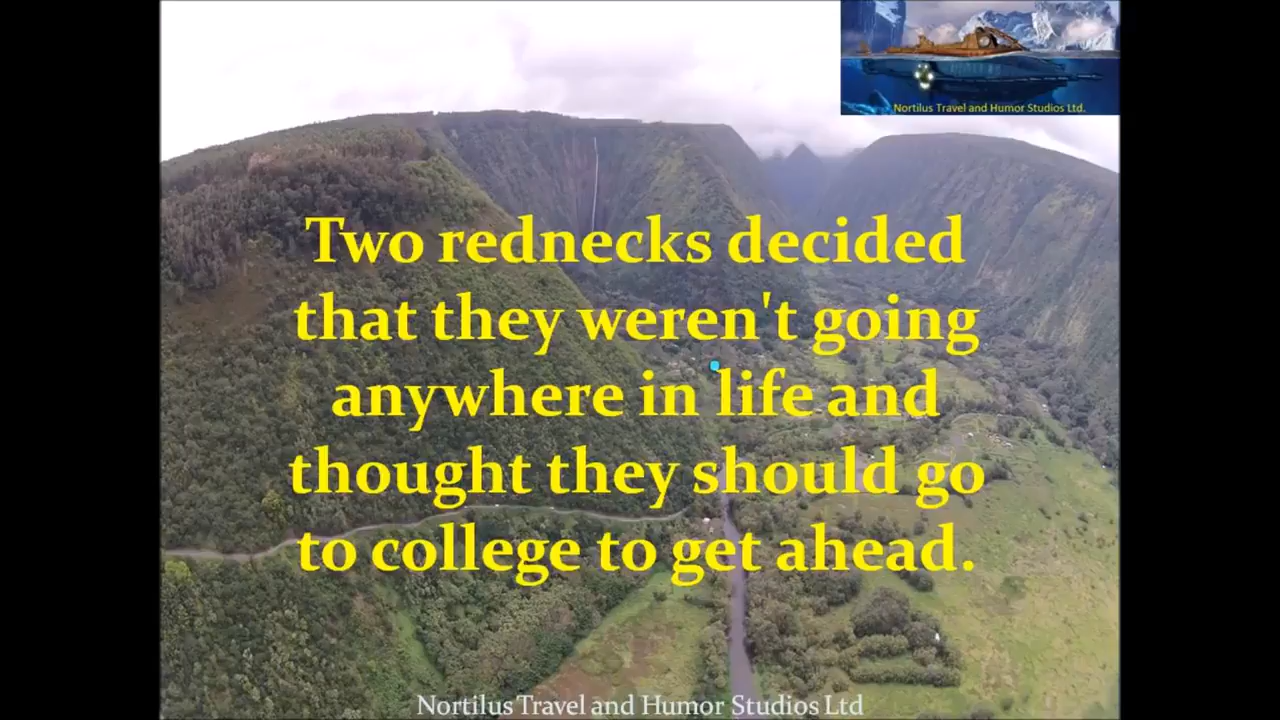 Nortilus Travel and Humor Studios Ltd.
Two rednecks decided
that they weren't going
anywhere in life and
thought they should go
to college to get ahead.
Nortilus Travel and Humor Studios Ltd